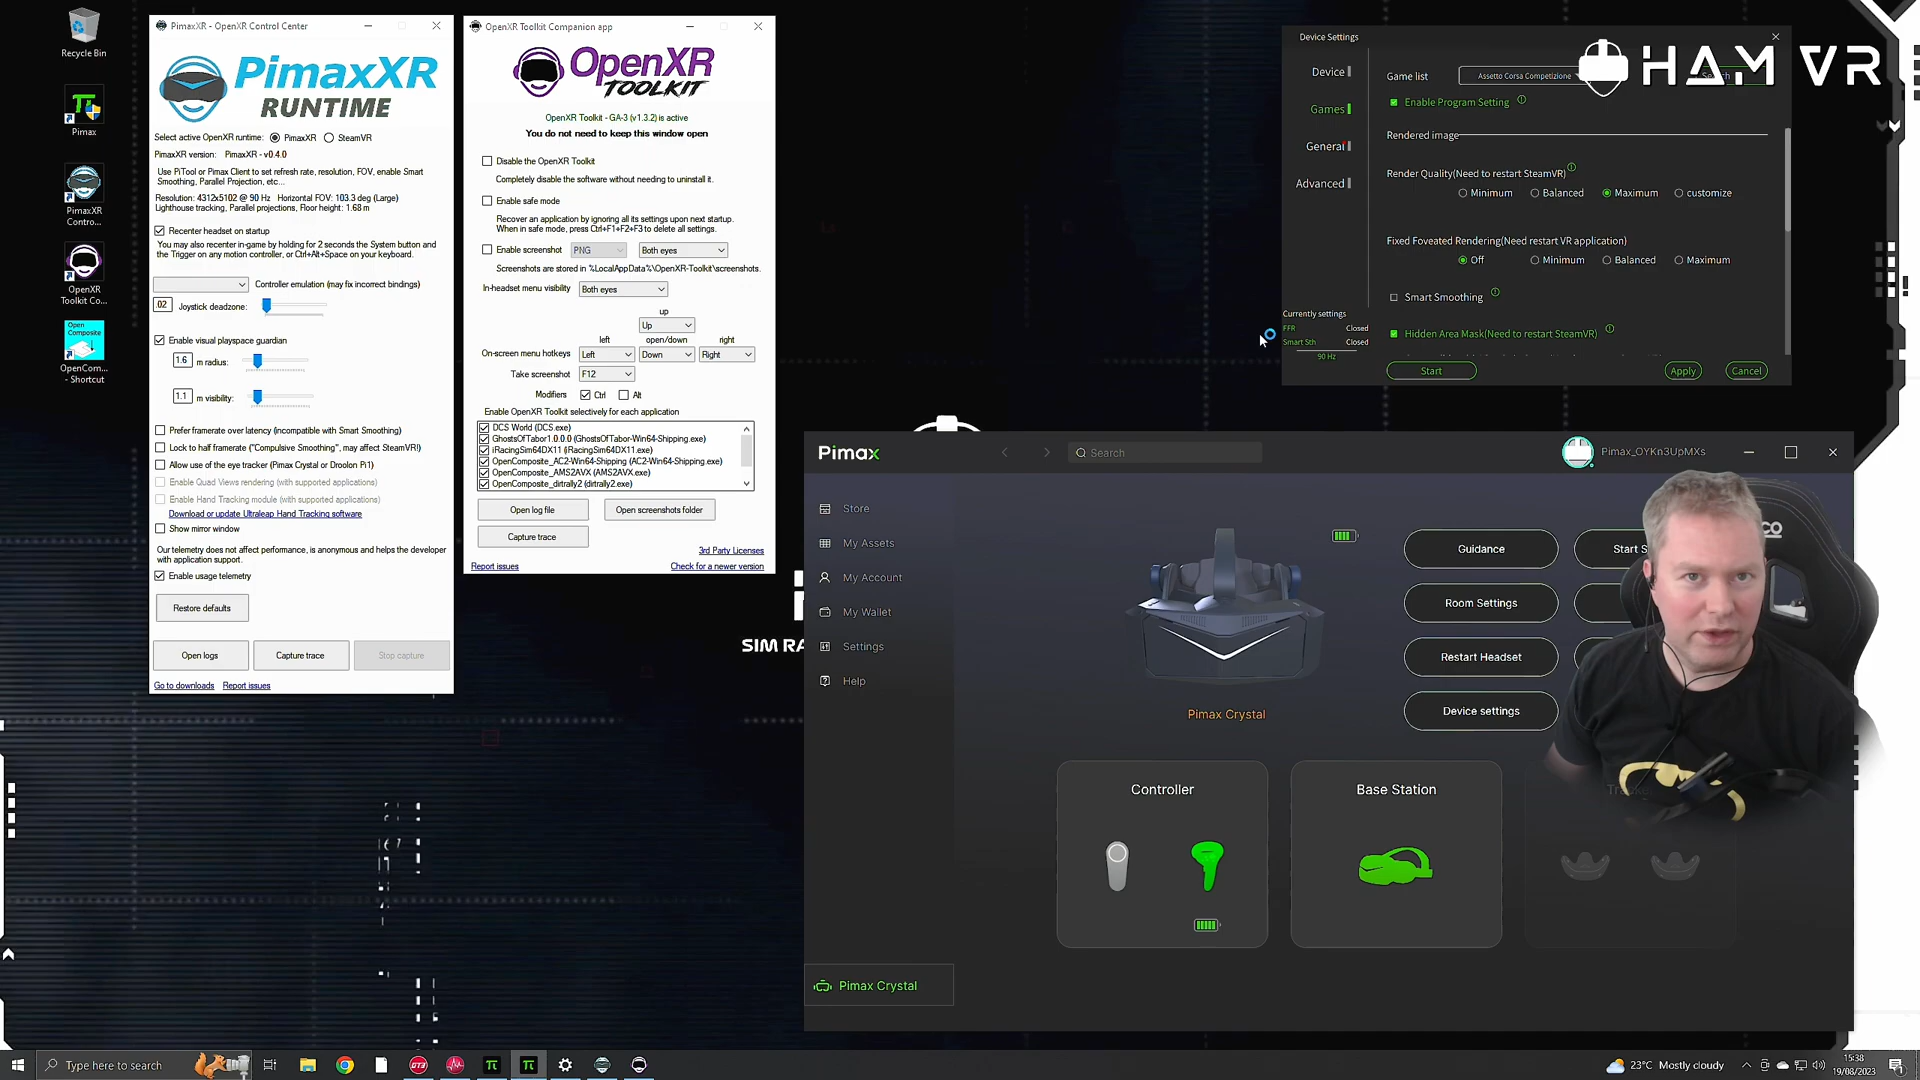 Recycle Bin
Pimax
PimaxXR
Contro...
OpenXR
Toolkit Co...
Open
Composite
OpenCom...
- Shortcut
PimaxXR - OpenXR Control Center
PimaxXR
RUNTIME
Select active OpenXR runtime: PimaxXR SteamVR
PimaxXR version: PimaxXR - v0.4.0
Use PiTool or Pimax Client to set refresh rate, resolution, FOV, enable Smart
Smoothing, Parallel Projection, etc...
Resolution: 4312x5102 @ 90 Hz Horizontal FOV: 103.3 deg (Large)
Lighthouse tracking, Parallel projections, Floor height: 1.68 m
Recenter headset on startup
You may also recenter in-game by holding for 2 seconds the System button and
the Trigger on any motion controller, or Ctrl+Alt+Space on your keyboard.
Controller emulation (may fix incorrect bindings)
02 Joystick deadzone:
Enable visual playspace guardian
1.6 m radius:
1.1 m visibility:
Prefer framerate over latency (incompatible with Smart Smoothing)
Lock to half framerate ("Compulsive Smoothing", may affect SteamVR!)
Allow use of the eye tracker (Pimax Crystal or Droolon Pi1)
Enable Quad Views rendering (with supported applications)
Enable Hand Tracking module (with supported applications)
Download or update Ultraleap Hand Tracking software
Show mirror window
Our telemetry does not affect performance, is anonymous and helps the developer
with application support.
Enable usage telemetry
Restore defaults
Open logs Capture trace Stop capture
Go to downloads Report issues
OpenXR Toolkit Companion app
OpenXR
TOOLKIT
OpenXR Toolkit - GA-3 (v1.3.2) is active
You do not need to keep this window open
Disable the OpenXR Toolkit
Completely disable the software without needing to uninstall it.
Enable safe mode
Recover an application by ignoring all its settings upon next startup.
When in safe mode, press Ctrl+F1+F2+F3 to delete all settings.
Enable screenshot PNG Both eyes
Screenshots are stored in %LocalAppData%\OpenXR-Toolkit\screenshots.
In-headset menu visibility Both eyes
up
Up
left open/down right
On-screen menu hotkeys Left Down Right
Take screenshot F12
Modifiers Ctrl Alt
Enable OpenXR Toolkit selectively for each application
DCS World (DCS.exe)
GhostsOfTabor1.0.0.0 (GhostsOfTabor-Win64-Shipping.exe)
iRacingSim64DX11 (iRacingSim64DX11.exe)
OpenComposite_AC2-Win64-Shipping (AC2-Win64-Shipping.exe)
OpenComposite_AMS2AVX (AMS2AVX.exe)
OpenComposite_dirtrally2 (dirtrally2.exe)
Open log file Open screenshots folder
Capture trace
3rd Party Licenses
Report issues Check for a newer version
SIM RA
Device Settings
HAM VR
Device
Games
General
Advanced
Game list Assetto Corsa Competizione
Enable Program Setting
Rendered image
Render Quality(Need to restart SteamVR)
Minimum Balanced Maximum customize
Fixed Foveated Rendering(Need restart VR application)
Off Minimum Balanced Maximum
Smart Smoothing
Hidden Area Mask(Need to restart SteamVR)
Currently settings
FFR Closed
Smart Sth Closed
90 Hz
Start Apply Cancel
Pimax
Search
Pimax_OYKn3UpMXs
Store
My Assets
My Account
My Wallet
Settings
Help
Pimax Crystal
Guidance
Start S
Room Settings
Restart Headset
Device settings
Pimax Crystal
Controller
Base Station
Type here to search
23°C Mostly cloudy
15:38
19/08/2023